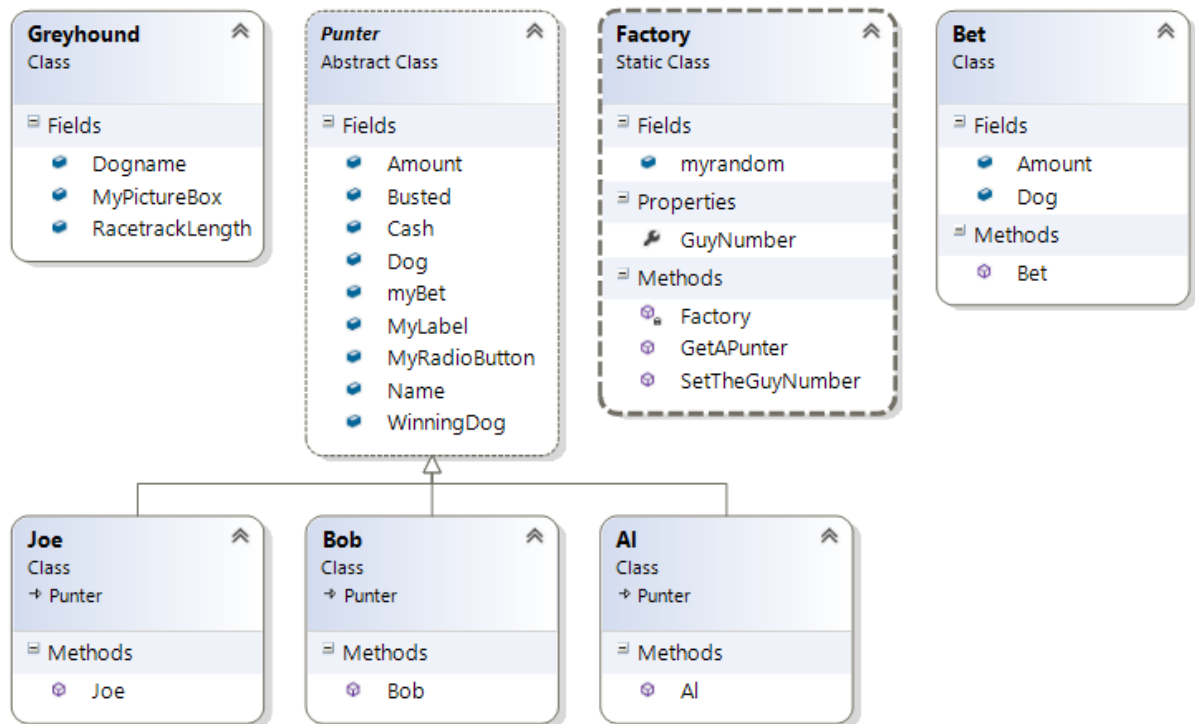 Greyhound
Class
Fields
Dogname
MyPictureBox
RacetrackLength
Punter
Abstract Class
Fields
Amount
Busted
Cash
Dog
myBet
MyLabel
MyRadioButton
Name
WinningDog
Factory
Static Class
Fields
myrandom
Properties
GuyNumber
Methods
Factory
GetAPunter
SetTheGuyNumber
Bet
Class
Fields
Amount
Dog
Methods
Bet
Joe
Class
Punter
Methods
Joe
Bob
Class
Punter
Methods
Bob
Al
Class
Punter
Methods
Al